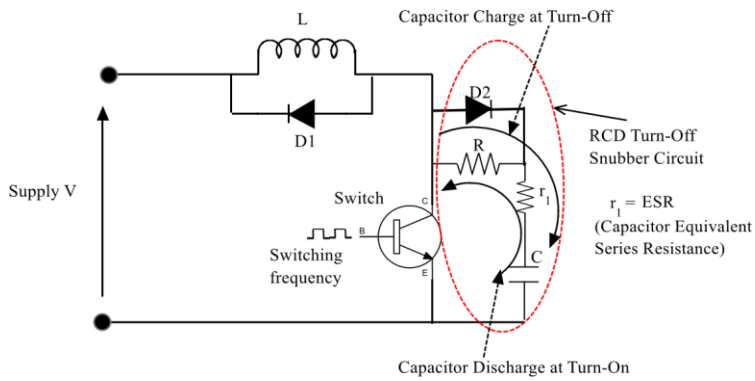 Capacitor Charge at Turn-Off
L
D2
D1
R
RCD Turn-Off
Snubber Circuit
Supply V
Switch
C
r1
r1 = ESR
(Capacitor Equivalent
Series Resistance)
B
Switching
frequency
C
E
Capacitor Discharge at Turn-On